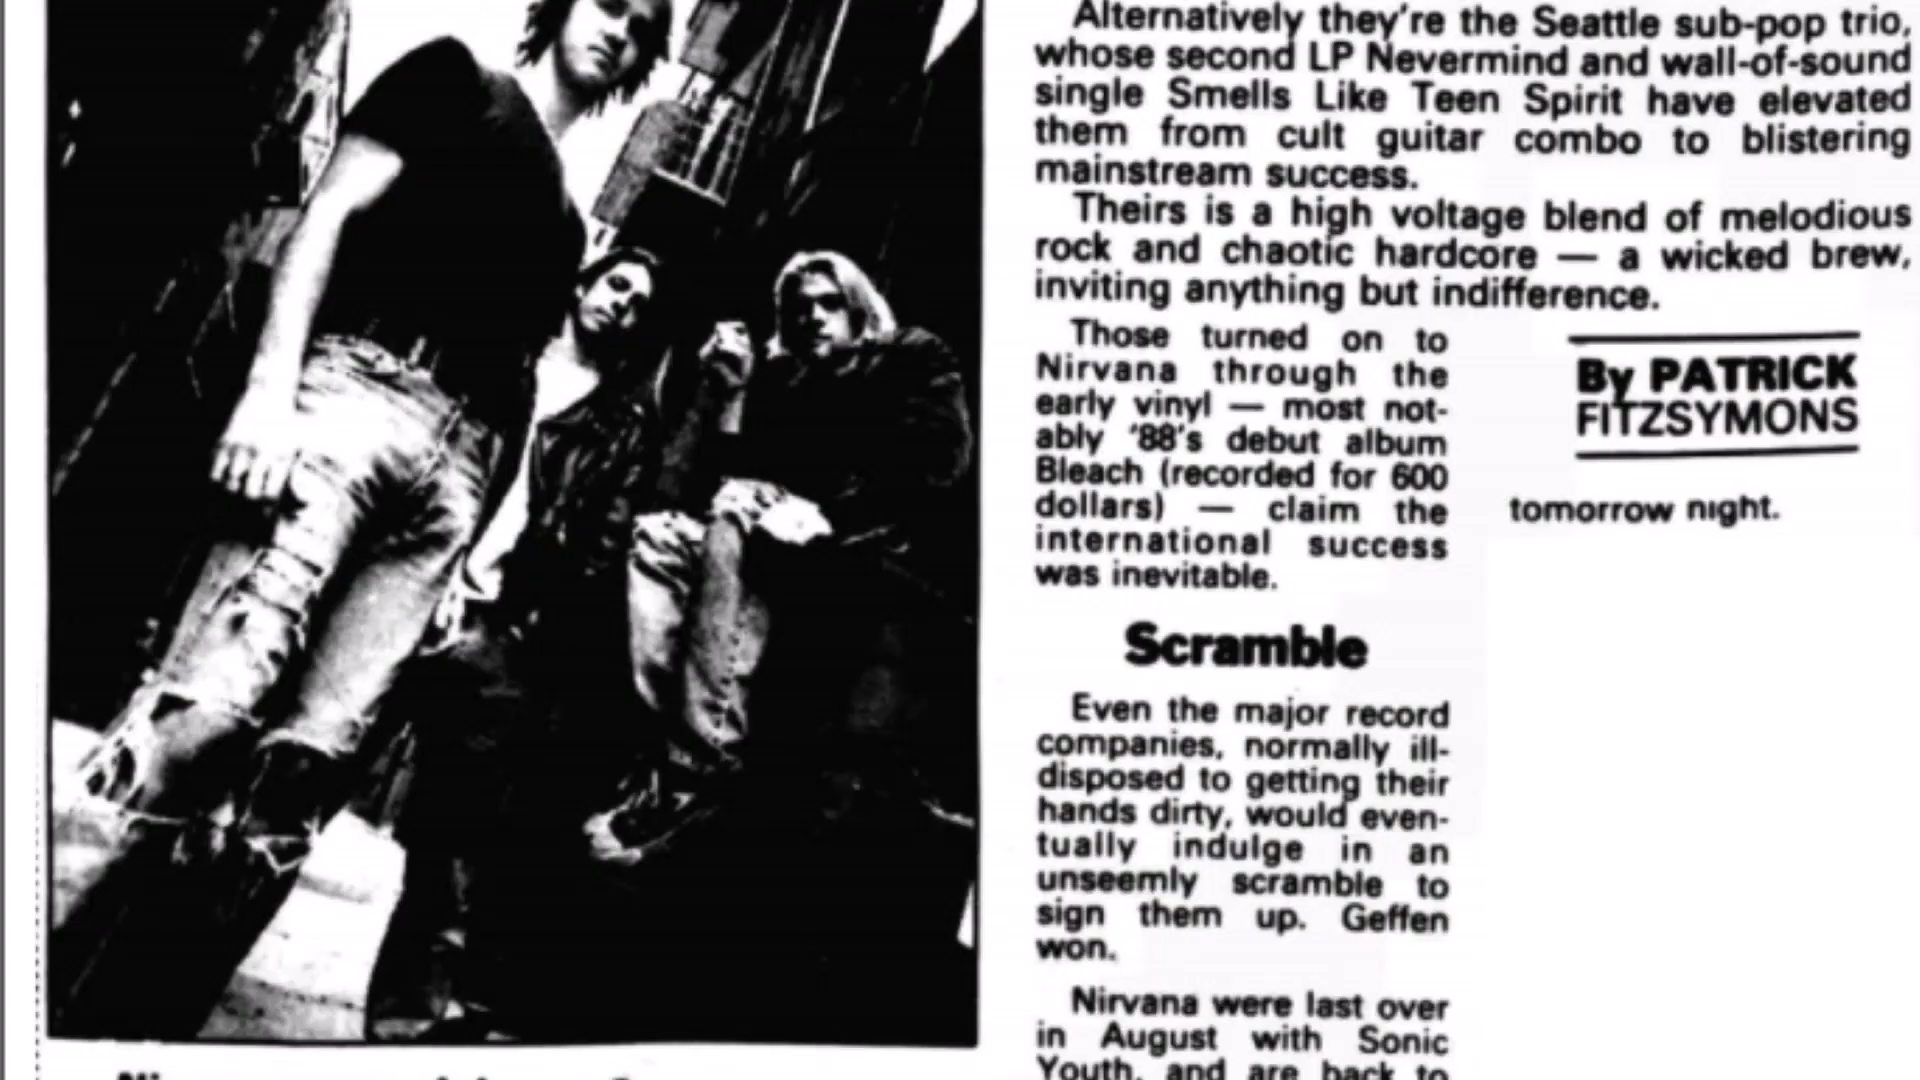 Alternatively they're the Seattle sub-pop trio,
whose second LP Nevermind and wall-of-sound
single Smells Like Teen Spirit have elevated
them from cult guitar combo to blistering
mainstream success.
Theirs is a high voltage blend of melodious
rock and chaotic hardcore — a wicked brew,
inviting anything but indifference.
Those turned on to
Nirvana through the
early vinyl — most not-
ably '88's debut album
Bleach (recorded for 600
dollars) — claim the
international success
was inevitable.
Scramble
Even the major record
companies, normally ill-
disposed to getting their
hands dirty, would even-
tually indulge in an
unseemly scramble to
sign them up. Geffen
won.
Nirvana were last over
in August with Sonic
Youth, and are back to
By PATRICK
FITZSYMONS
tomorrow night.